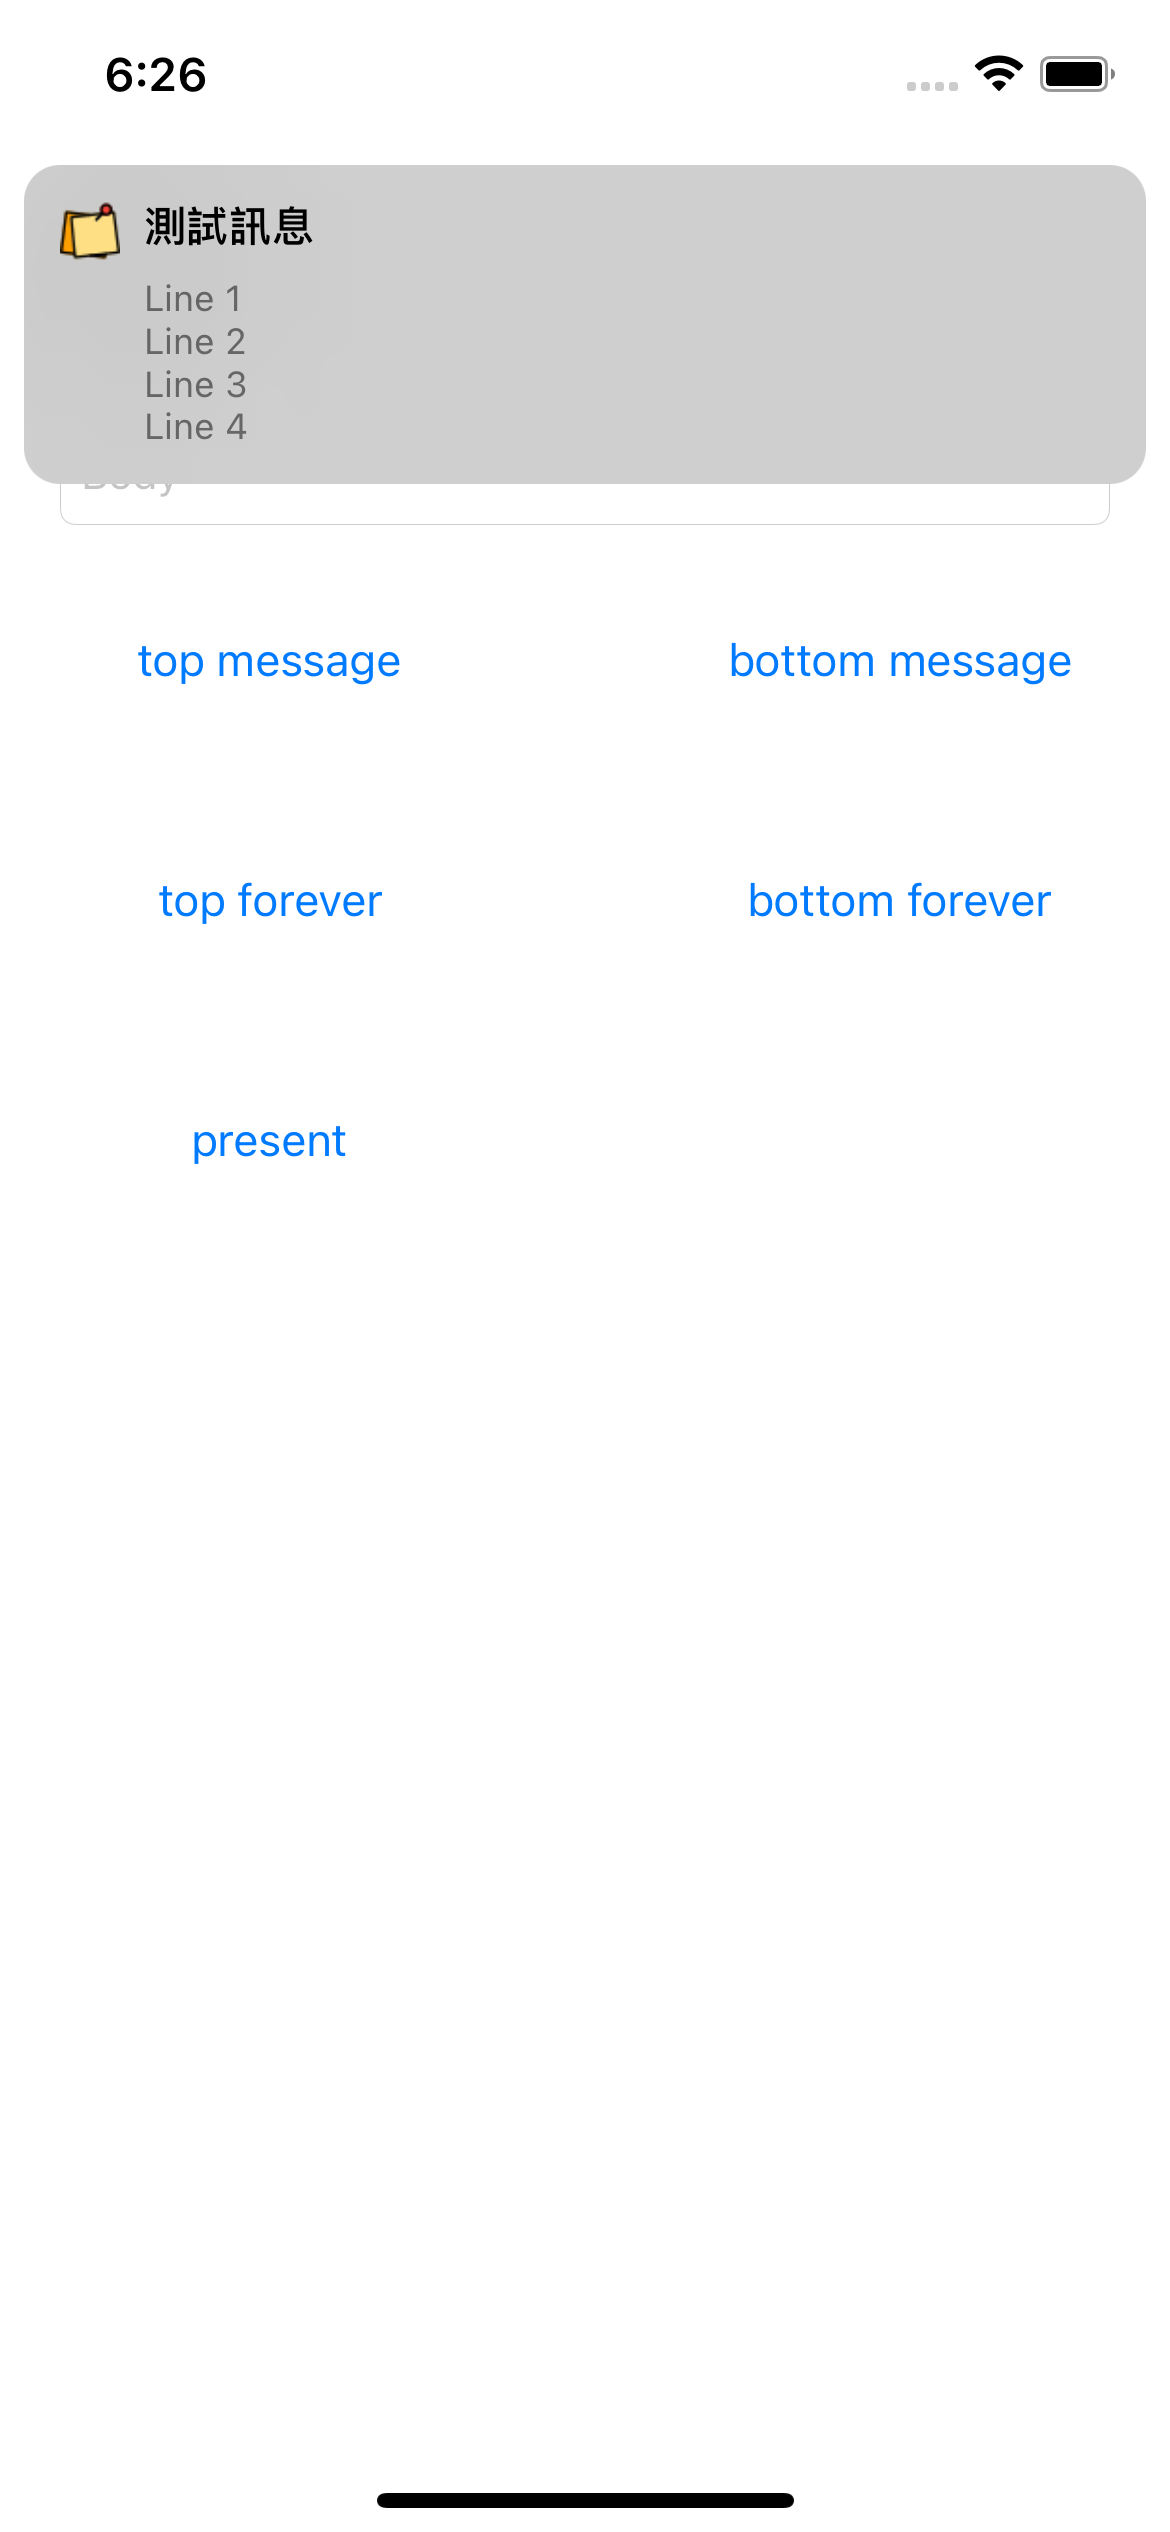 6:26
測試訊息
Line 1
Line 2
Line 3
Line 4
Body
top message
bottom message
top forever
bottom forever
present